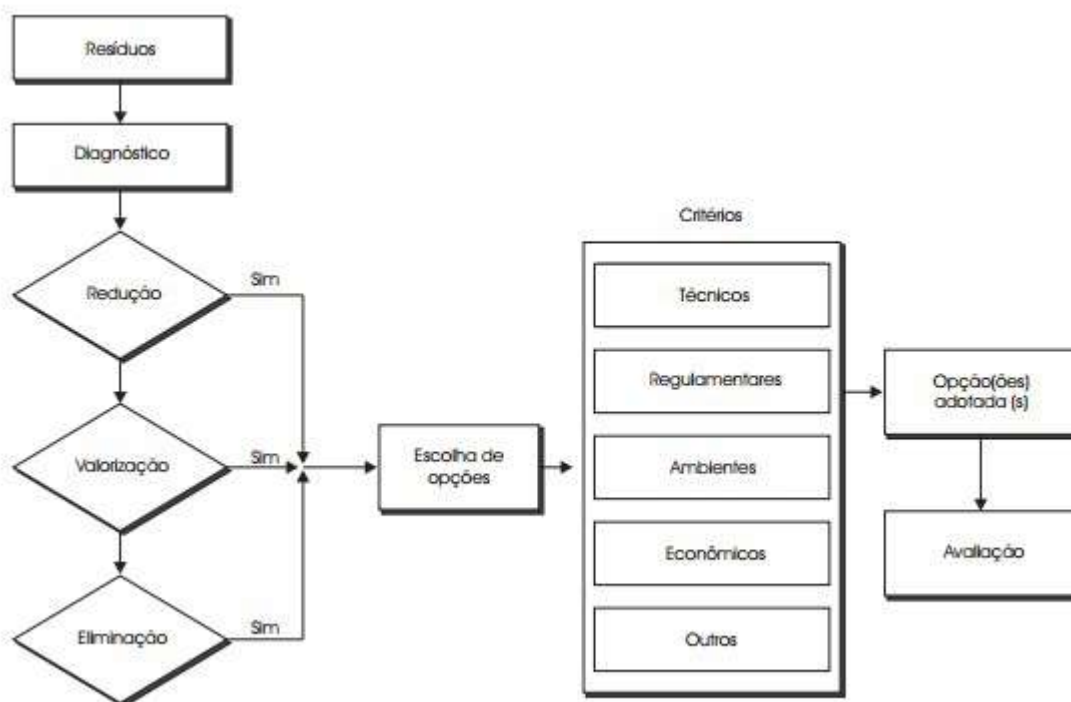 Resíduos
Diagnóstico
Redução
Sim
Valorização
Sim
Eliminação
Sim
Escolha de
opções
Critérios
Técnicos
Regulamentares
Ambientes
Econômicos
Outros
Opção(ões)
adotada (s)
Avaliação